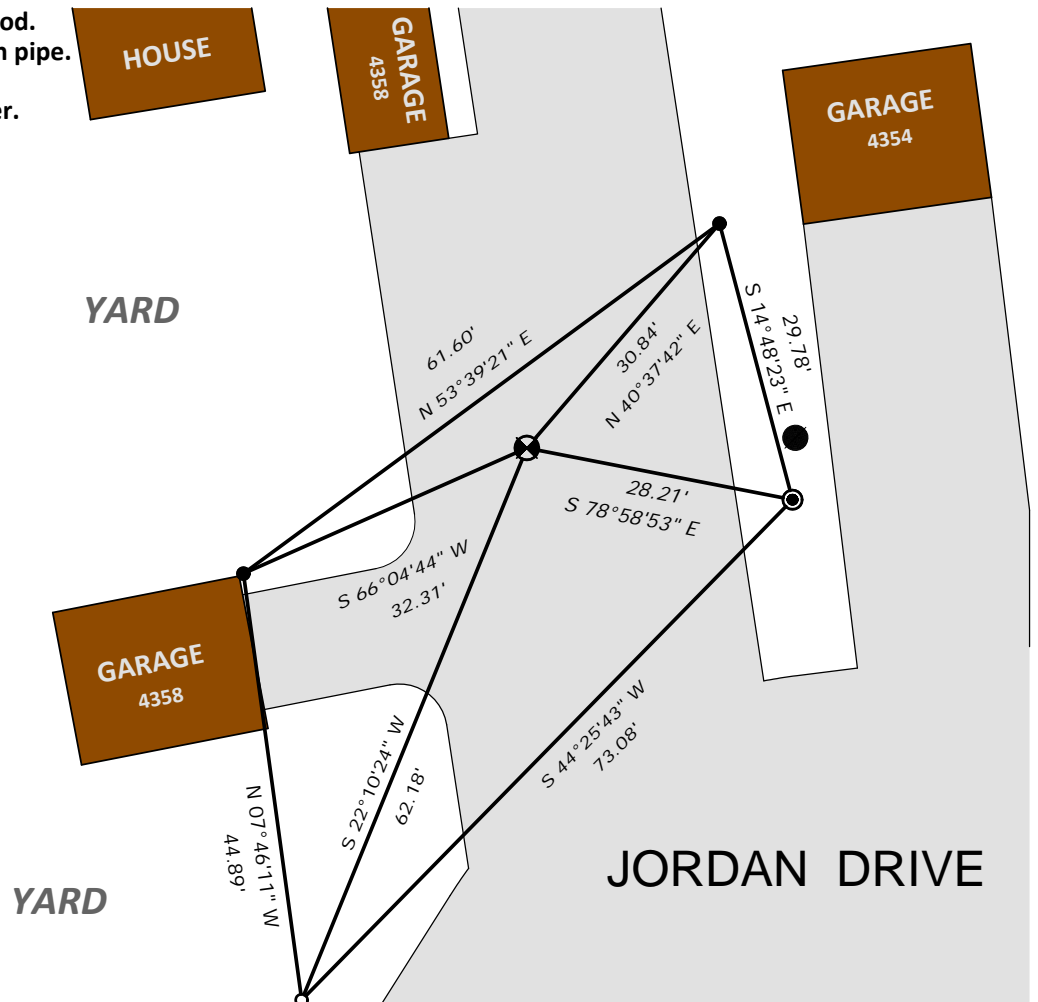 od.
n pipe.
er.
HOUSE
GARAGE
4358
GARAGE
4354
YARD
61.60'
N 53°39'21" E
30.84'
N 40°37'42" E
29.78'
S 14°48'23" E
28.21'
S 78°58'53" E
S 66°04'44" W
32.31'
GARAGE
4358
S 22°10'24" W
62.18'
S 44°25'43" W
73.08'
N 07°46'11" W
44.89'
JORDAN DRIVE
YARD